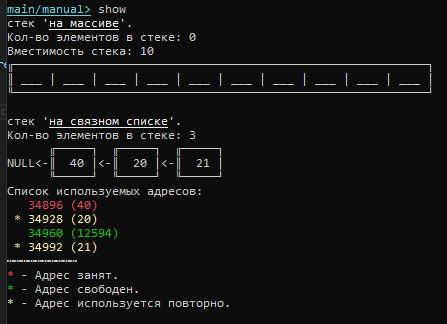 main/manual> show
стек 'на массиве'.
Кол-во элементов в стеке: 0
Вместимость стека: 10
___ | ___ | ___ | ___ | ___ | ___ | ___ | ___ | ___ | ___
стек 'на связном списке'.
Кол-во элементов в стеке: 3
NULL<-║ 40 │<-║ 20 │<-║ 21 │
Список используемых адресов:
34896 (40)
* 34928 (20)
34960 (12594)
* 34992 (21)
* - Адрес занят.
* - Адрес свободен.
* - Адрес используется повторно.